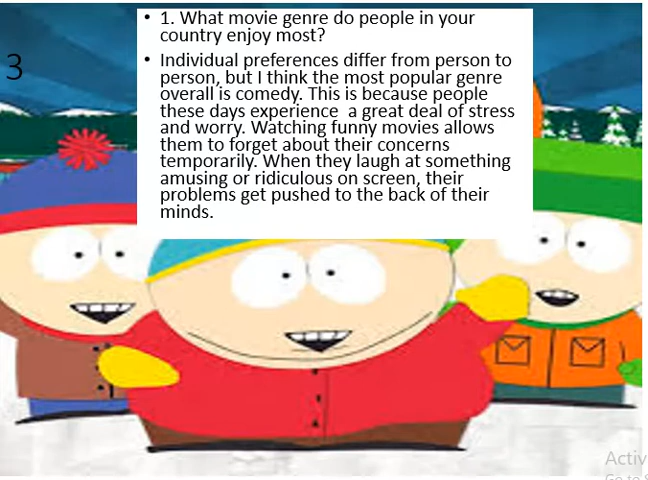 • 1. What movie genre do people in your
country enjoy most?
3
• Individual preferences differ from person to
person, but I think the most popular genre
overall is comedy. This is because people
these days experience  a great deal of stress
and worry. Watching funny movies allows
them to forget about their concerns
temporarily. When they laugh at something
amusing or ridiculous on screen, their
problems get pushed to the back of their
minds.
Activ